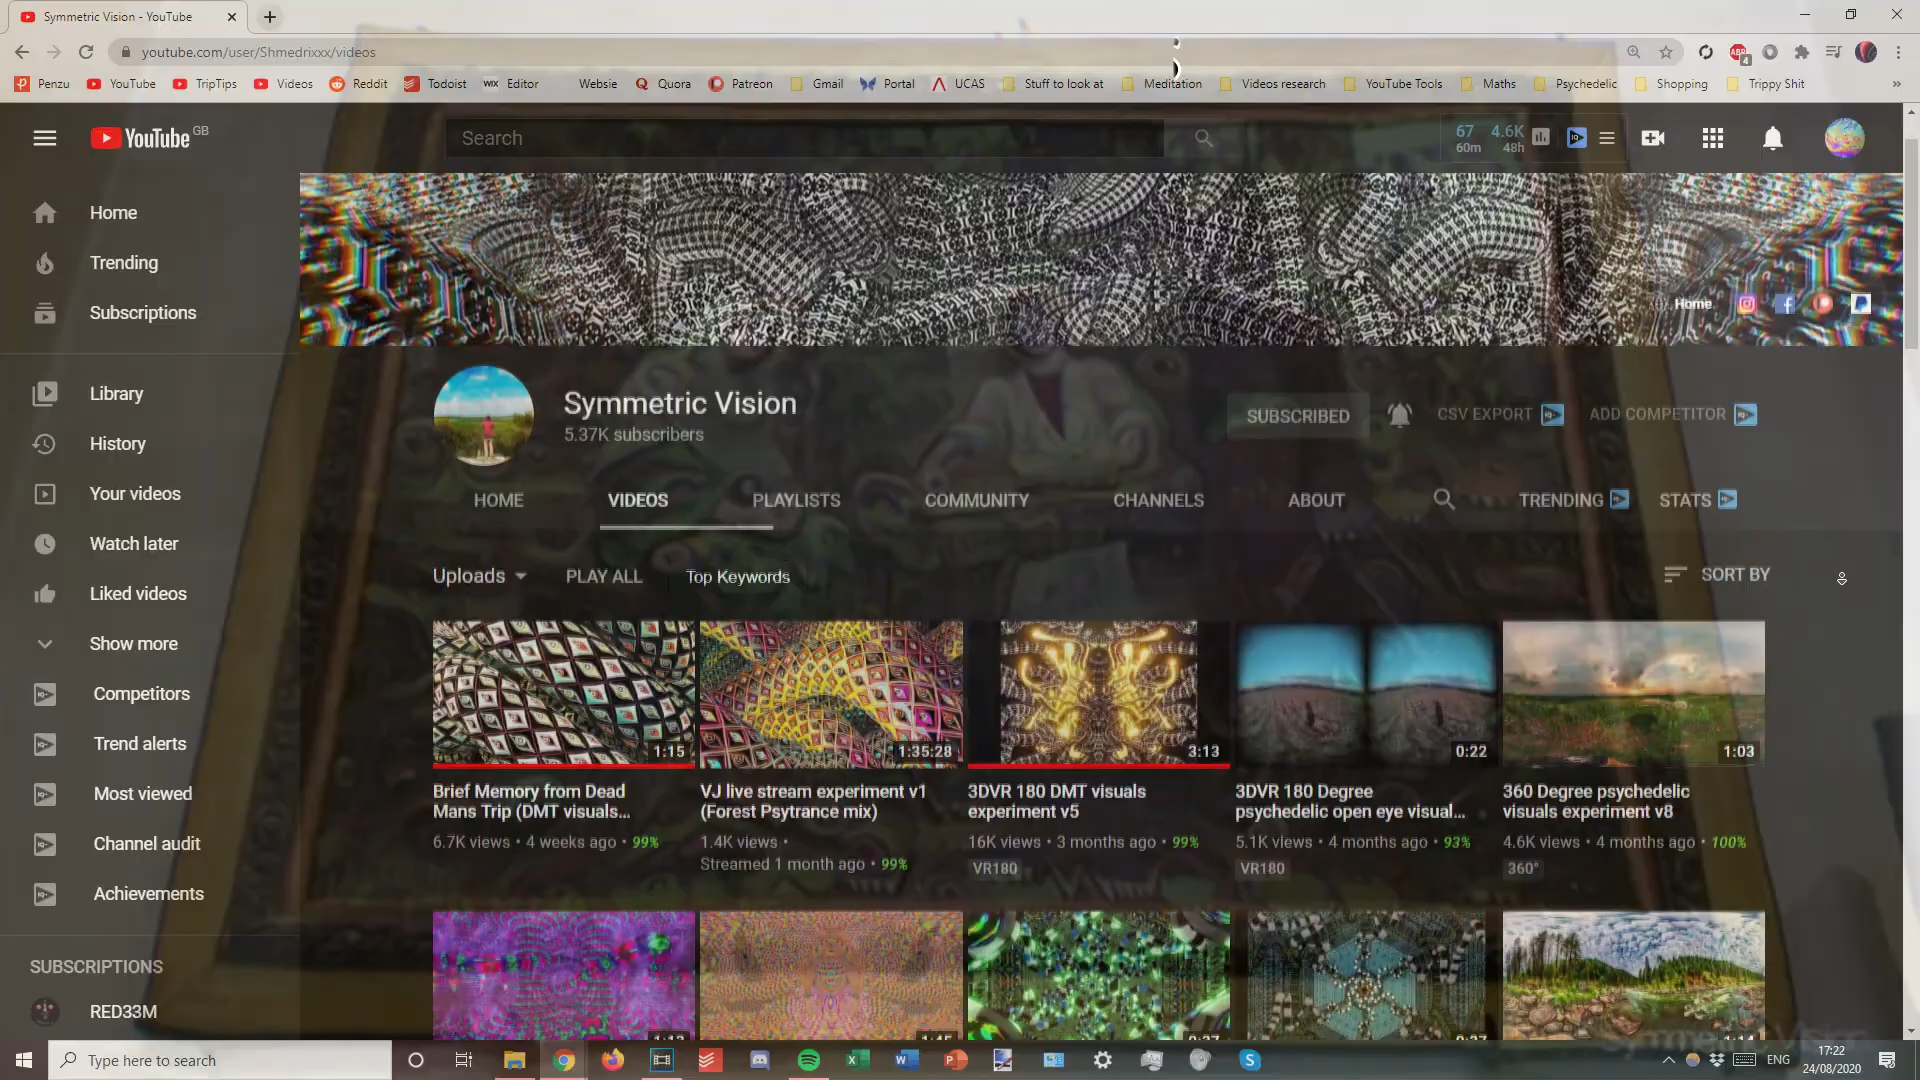 Symmetric Vision - YouTube
youtube.com/user/Shmedrixxx/videos
ABP
4
Penzu
YouTube
TripTips
Videos
Reddit
Todoist
WIX
Editor
Websie
Quora
Patreon
Gmail
Portal
UCAS
Stuff to look at
Meditation
Videos research
YouTube Tools
Maths
Psychedelic
Shopping
Trippy Shit
YouTube GB
Search
67 4.6K
60m 48h
Home
Home
Trending
Subscriptions
Library
History
Your videos
Watch later
Liked videos
Show more
Competitors
Trend alerts
Most viewed
Channel audit
Achievements
SUBSCRIPTIONS
RED33M
Symmetric Vision
5.37K subscribers
SUBSCRIBED
CSV EXPORT
ADD COMPETITOR
HOME
VIDEOS
PLAYLISTS
COMMUNITY
CHANNELS
ABOUT
TRENDING
STATS
Uploads
PLAY ALL
Top Keywords
SORT BY
1:15
Brief Memory from Dead
Mans Trip (DMT visuals...
6.7K views • 4 weeks ago • 99%
1:35:28
VJ live stream experiment v1
(Forest Psytrance mix)
1.4K views •
Streamed 1 month ago • 99%
3:13
3DVR 180 DMT visuals
experiment v5
16K views • 3 months ago • 99%
VR180
0:22
3DVR 180 Degree
psychedelic open eye visual...
5.1K views • 4 months ago • 93%
VR180
1:03
360 Degree psychedelic
visuals experiment v8
4.6K views • 4 months ago • 100%
360°
Type here to search
ENG
17:22
24/08/2020